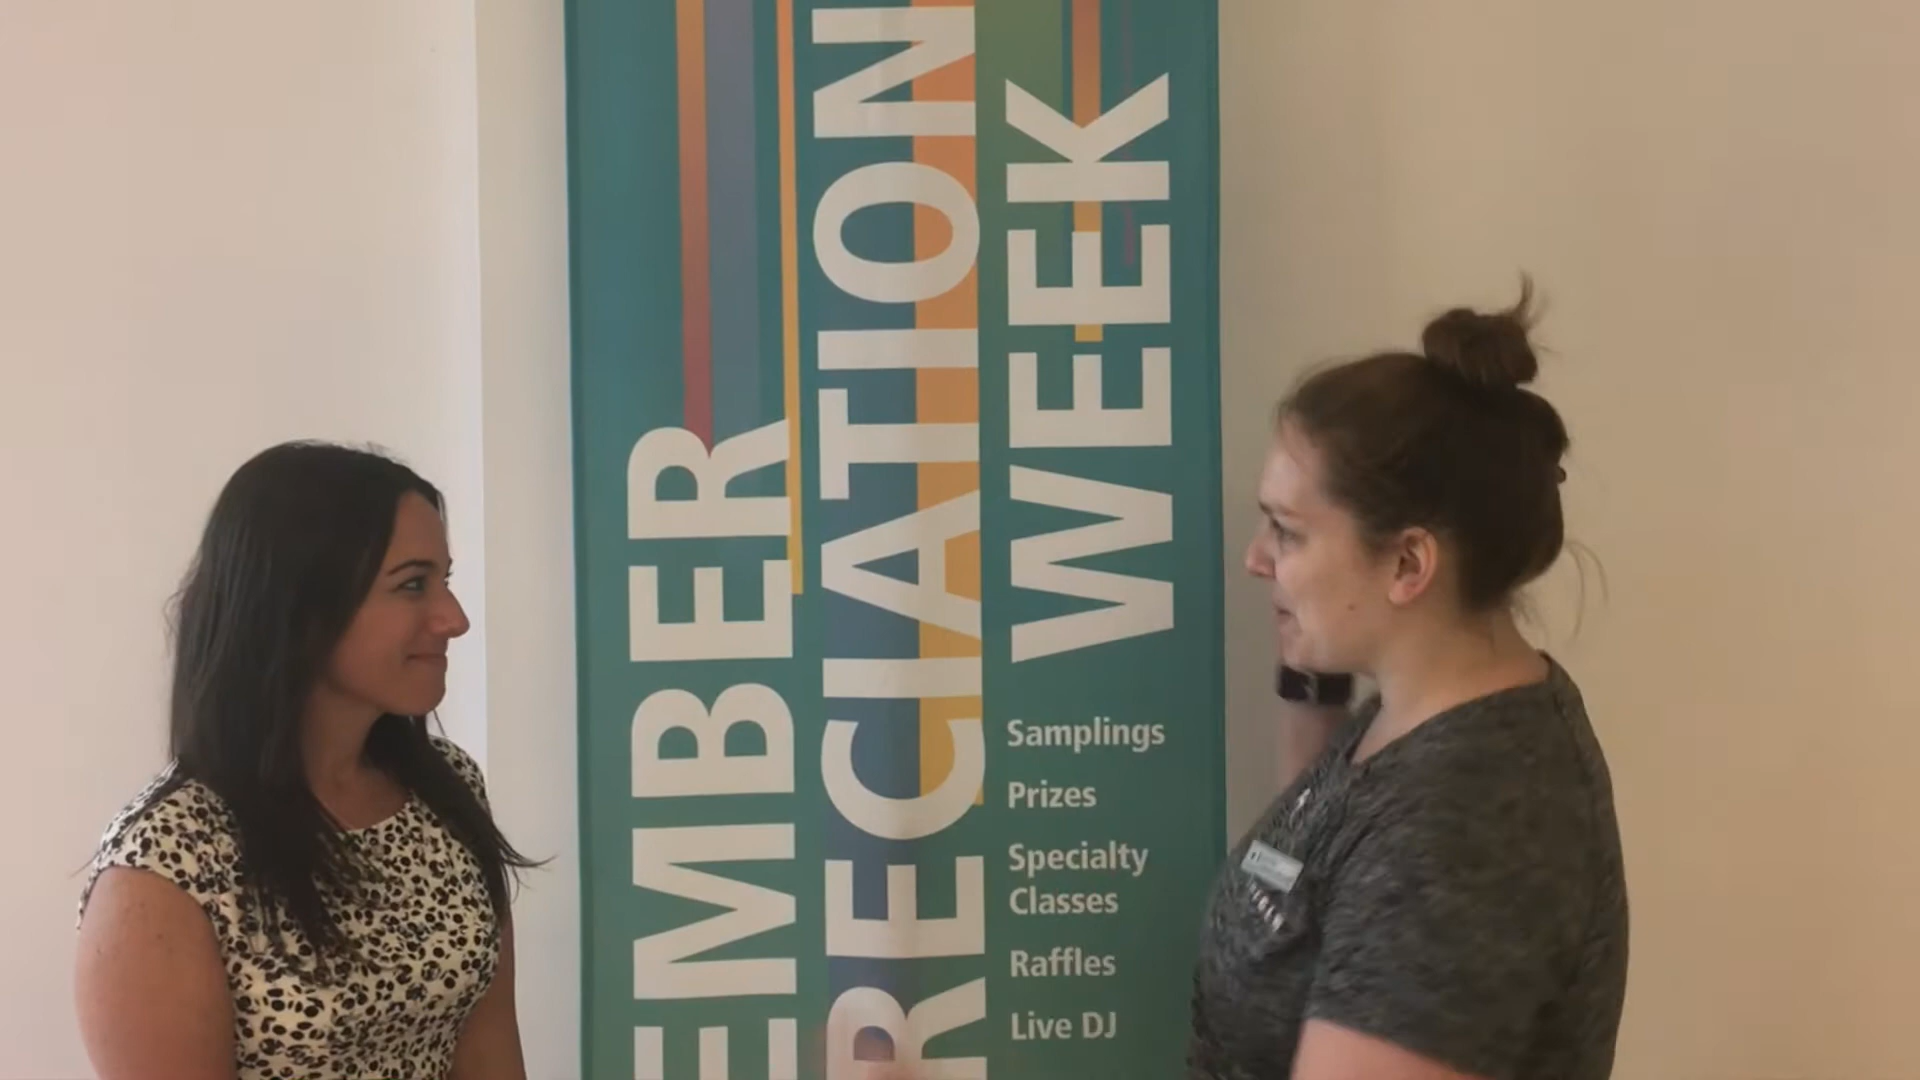 EMBER
RECIATION
WEEK
Samplings
Prizes
Specialty
Classes
Raffles
Live DJ